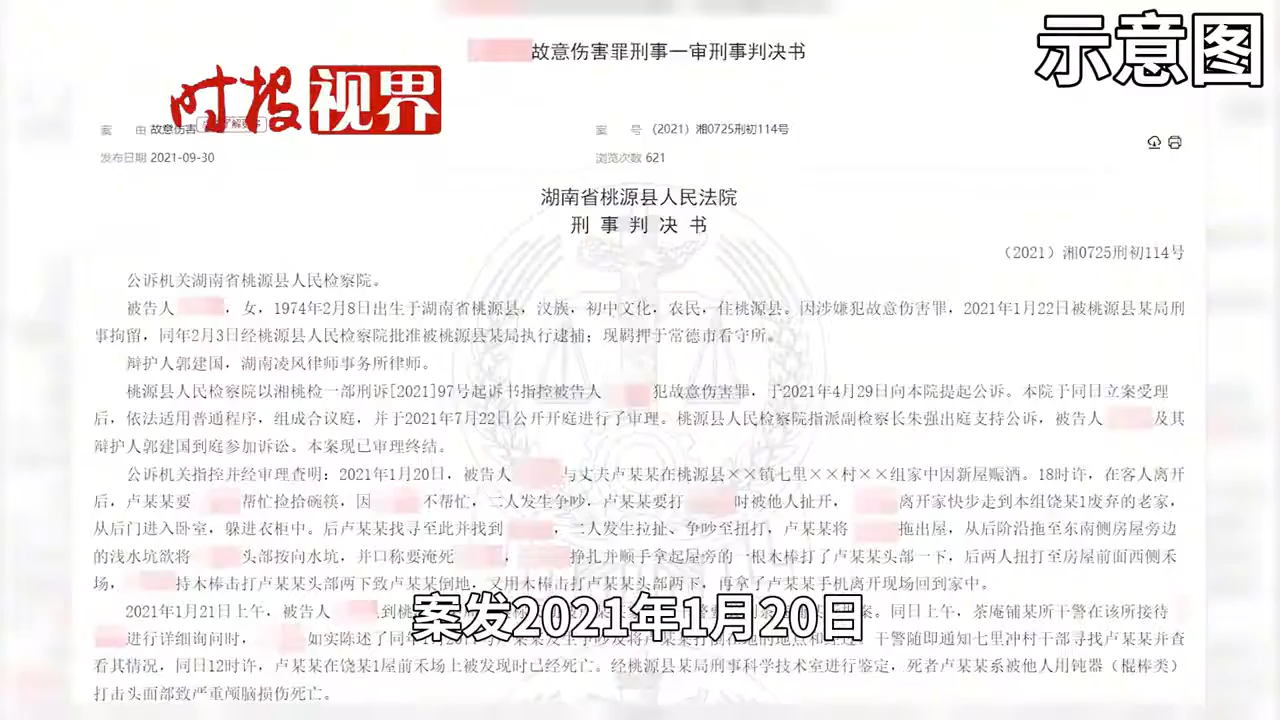 示意图
故意伤害罪刑事一审刑事判决书
时报视界
案 由 故意伤害
案 号 （2021）湘0725刑初114号
发布日期 2021-09-30
浏览次数 621
湖南省桃源县人民法院
刑 事 判 决 书
（2021）湘0725刑初114号
公诉机关湖南省桃源县人民检察院。
被告人 ，女，1974年2月8日出生于湖南省桃源县，汉族，初中文化，农民，住桃源县。因涉嫌犯故意伤害罪，2021年1月22日被桃源县某局刑
事拘留，同年2月3日经桃源县人民检察院批准被桃源县某局执行逮捕；现羁押于常德市看守所。
辩护人郭建国，湖南凌风律师事务所律师。
桃源县人民检察院以湘桃检一部刑诉[2021]97号起诉书指控被告人 犯故意伤害罪，于2021年4月29日向本院提起公诉。本院于同日立案受理
后，依法适用普通程序，组成合议庭，并于2021年7月22日公开开庭进行了审理。桃源县人民检察院指派副检察长朱强出庭支持公诉，被告人 及其
辩护人郭建国到庭参加诉讼。本案现已审理终结。
公诉机关指控并经审理查明：2021年1月20日，被告人 与丈夫卢某某在桃源县××镇七里××村××组家中因新屋赈酒。18时许，在客人离开
后，卢某某要 帮忙捡拾碗筷，因 不帮忙，二人发生争吵，卢某某要打 时被他人扯开， 离开家快步走到本组饶某1废弃的老家，
从后门进入卧室，躲进衣柜中。后卢某某找寻至此并找到 ，二人发生拉扯、争吵至扭打，卢某某将 拖出屋，从后阶沿拖至东南侧房屋旁边
的浅水坑欲将 头部按向水坑，并口称要淹死 ， 挣扎并顺手拿起屋旁的一根木棒打了卢某某头部一下，后两人扭打至房屋前面西侧禾
场， 持木棒击打卢某某头部两下致卢某某倒地，又用木棒击打卢某某头部两下，再拿了卢某某手机离开现场回到家中。
2021年1月21日上午，被告人 到桃 案。同日上午，茶庵铺某所干警在该所接待
进行详细询问时， 如实陈述了同 干警随即通知七里冲村干部寻找卢某某并查
看其情况，同日12时许，卢某某在饶某1屋前禾场上被发现时已经死亡。经桃源县某局刑事科学技术室进行鉴定，死者卢某某系被他人用钝器（棍棒类）
打击头面部致严重颅脑损伤死亡。
案发2021年1月20日